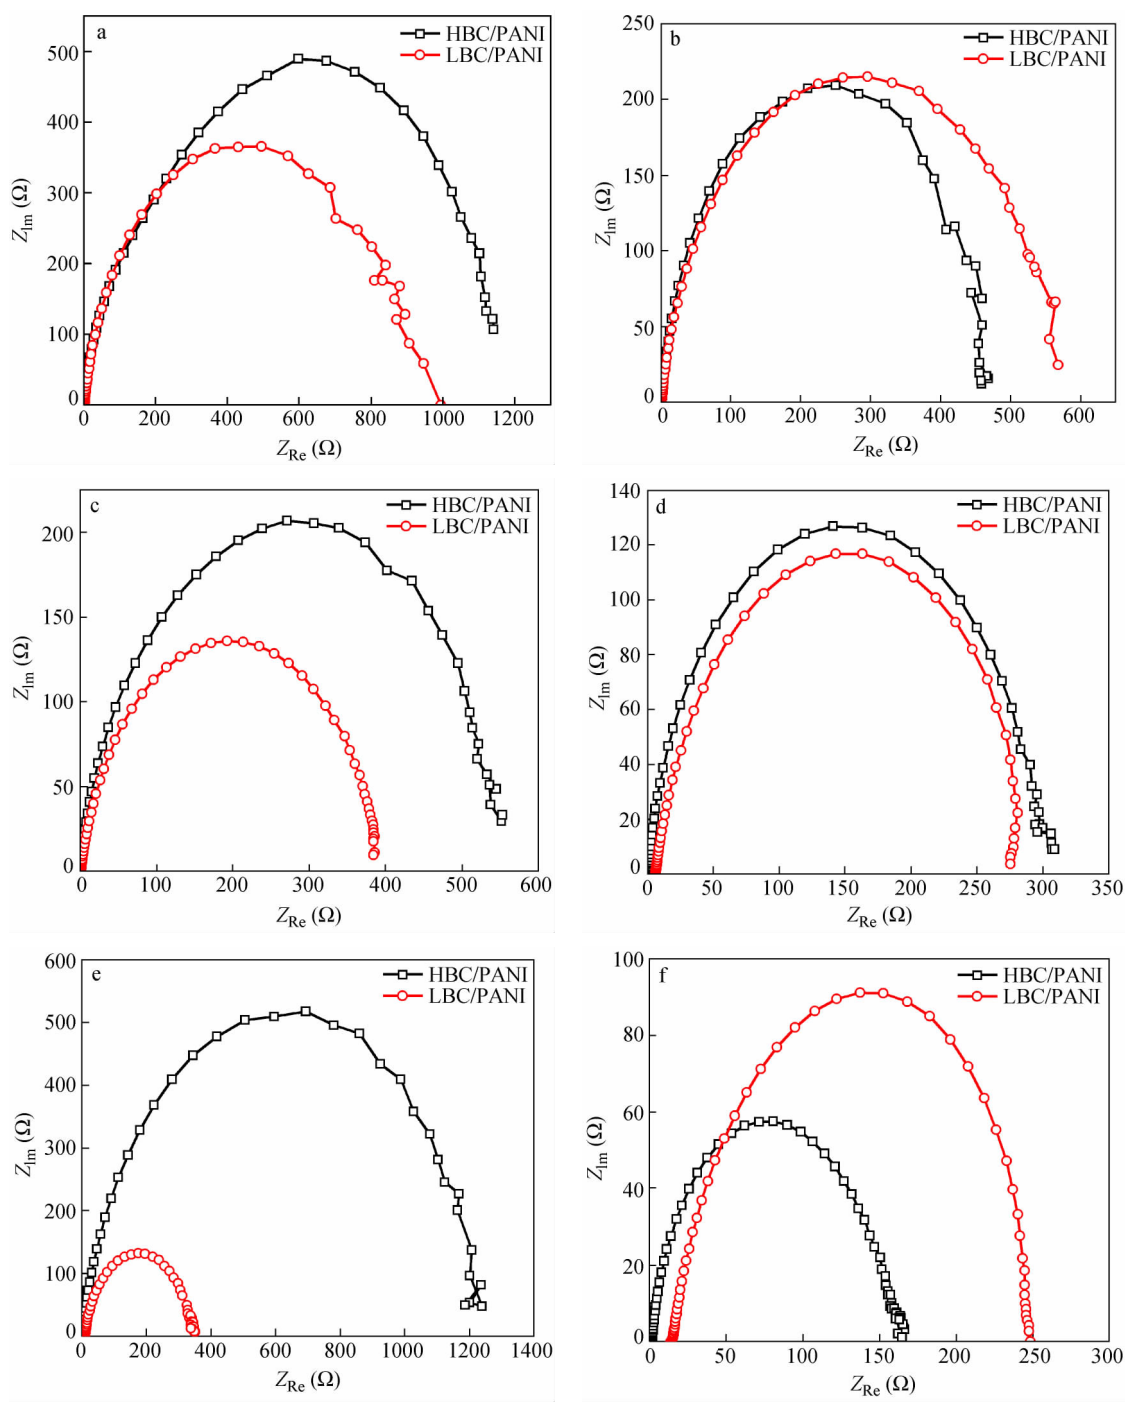 a
HBC/PANI
LBC/PANI
500
400
300
200
100
0
0 200 400 600 800 1000 1200
Z_Im (Ω)
Z_Re (Ω)
b
HBC/PANI
LBC/PANI
250
200
150
100
50
0
0 100 200 300 400 500 600
Z_Im (Ω)
Z_Re (Ω)
c
HBC/PANI
LBC/PANI
200
150
100
50
0
0 100 200 300 400 500 600
Z_Im (Ω)
Z_Re (Ω)
d
HBC/PANI
LBC/PANI
140
120
100
80
60
40
20
0
0 50 100 150 200 250 300 350
Z_Im (Ω)
Z_Re (Ω)
e
HBC/PANI
LBC/PANI
600
500
400
300
200
100
0
0 200 400 600 800 1000 1200 1400
Z_Im (Ω)
Z_Re (Ω)
f
HBC/PANI
LBC/PANI
100
80
60
40
20
0
0 50 100 150 200 250 300
Z_Im (Ω)
Z_Re (Ω)